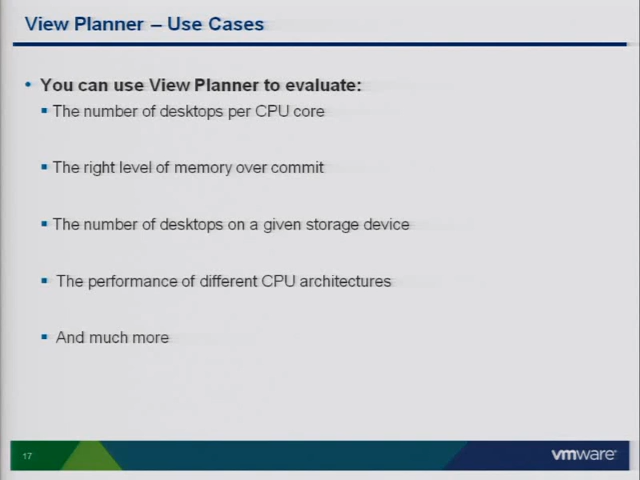 View Planner – Use Cases
• You can use View Planner to evaluate:
▪ The number of desktops per CPU core
▪ The right level of memory over commit
▪ The number of desktops on a given storage device
▪ The performance of different CPU architectures
▪ And much more
17
vmware